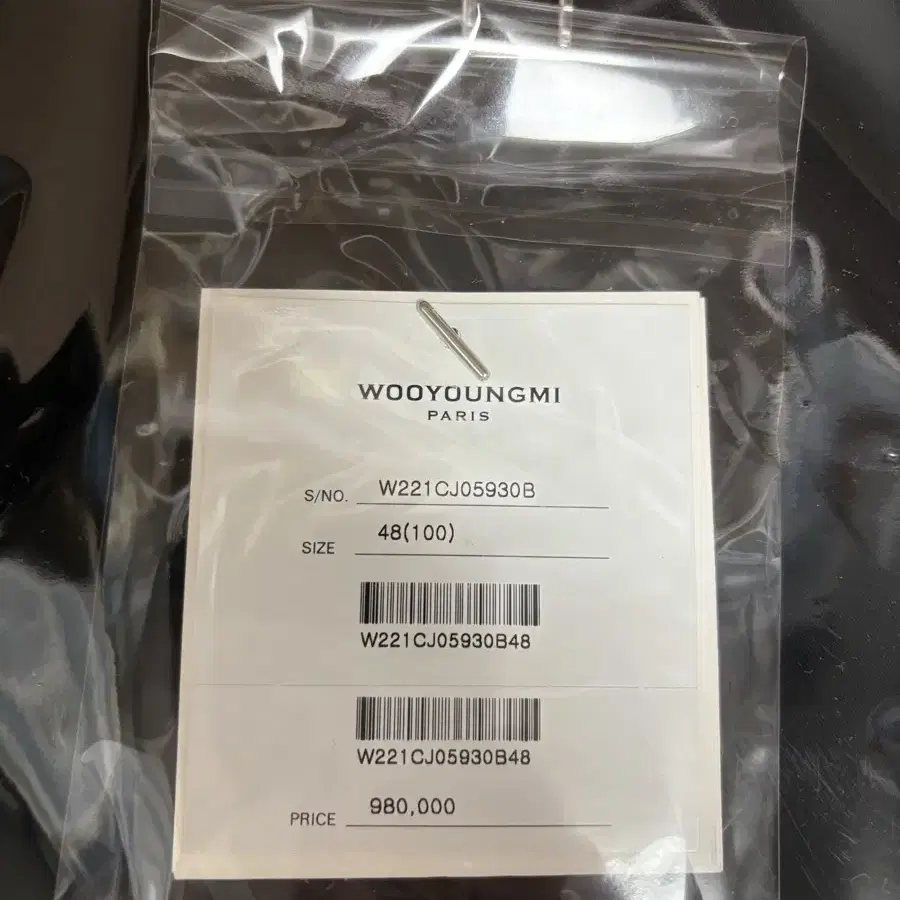 WOOYOUNGMI
PARIS
S/NO. W221CJ05930B
SIZE 48(100)
W221CJ05930B48
W221CJ05930B48
PRICE 980,000